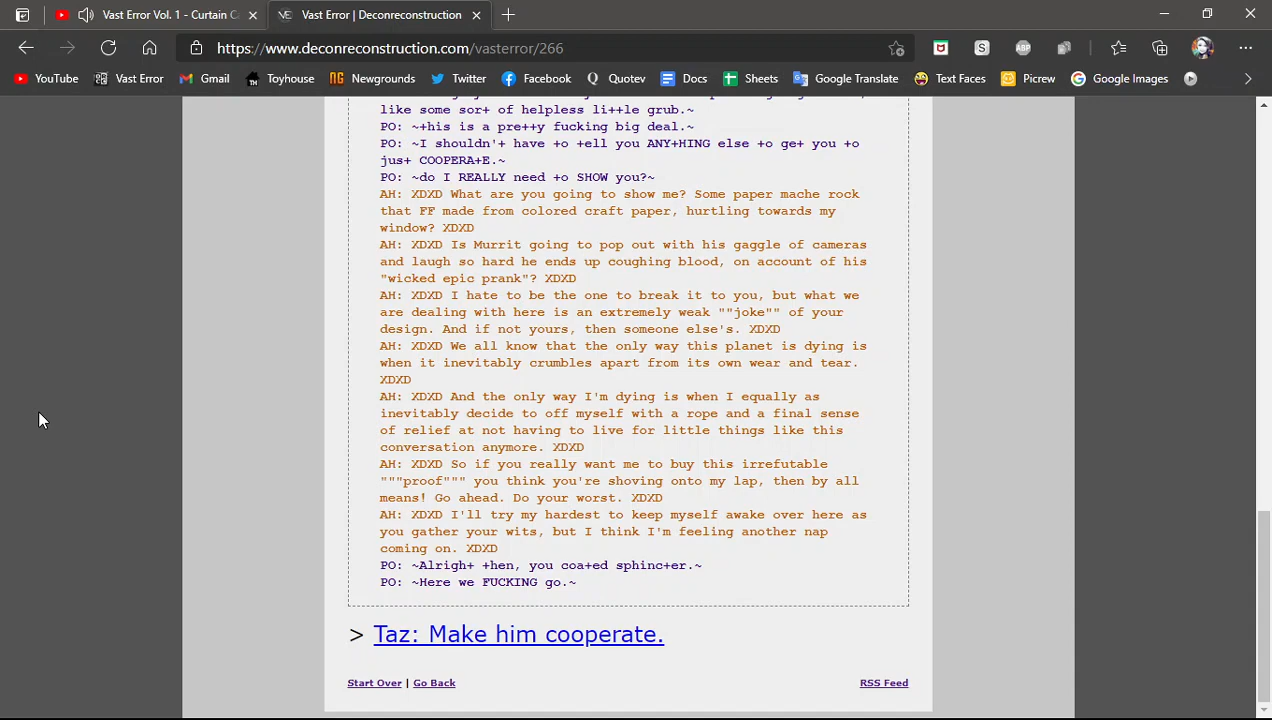 Vast Error Vol. 1 - Curtain C
Vast Error | Deconreconstruction
https://www.deconreconstruction.com/vasterror/266
YouTube Vast Error Gmail Toyhouse Newgrounds Twitter Facebook Quotev Docs Sheets Google Translate Text Faces Picrew Google Images
like some sor+ of helpless li++le grub.~
PO: ~+his is a pre++y fucking big deal.~
PO: ~I shouldn'+ have +o +ell you ANY+HING else +o ge+ you +o
jus+ COOPERA+E.~
PO: ~do I REALLY need +o SHOW you?~
AH: XDXD What are you going to show me? Some paper mache rock
that FF made from colored craft paper, hurtling towards my
window? XDXD
AH: XDXD Is Murrit going to pop out with his gaggle of cameras
and laugh so hard he ends up coughing blood, on account of his
"wicked epic prank"? XDXD
AH: XDXD I hate to be the one to break it to you, but what we
are dealing with here is an extremely weak ""joke"" of your
design. And if not yours, then someone else's. XDXD
AH: XDXD We all know that the only way this planet is dying is
when it inevitably crumbles apart from its own wear and tear.
XDXD
AH: XDXD And the only way I'm dying is when I equally as
inevitably decide to off myself with a rope and a final sense
of relief at not having to live for little things like this
conversation anymore. XDXD
AH: XDXD So if you really want me to buy this irrefutable
"""proof""" you think you're shoving onto my lap, then by all
means! Go ahead. Do your worst. XDXD
AH: XDXD I'll try my hardest to keep myself awake over here as
you gather your wits, but I think I'm feeling another nap
coming on. XDXD
PO: ~Alrigh+ +hen, you coa+ed sphinc+er.~
PO: ~Here we FUCKING go.~
> Taz: Make him cooperate.
Start Over | Go Back
RSS Feed